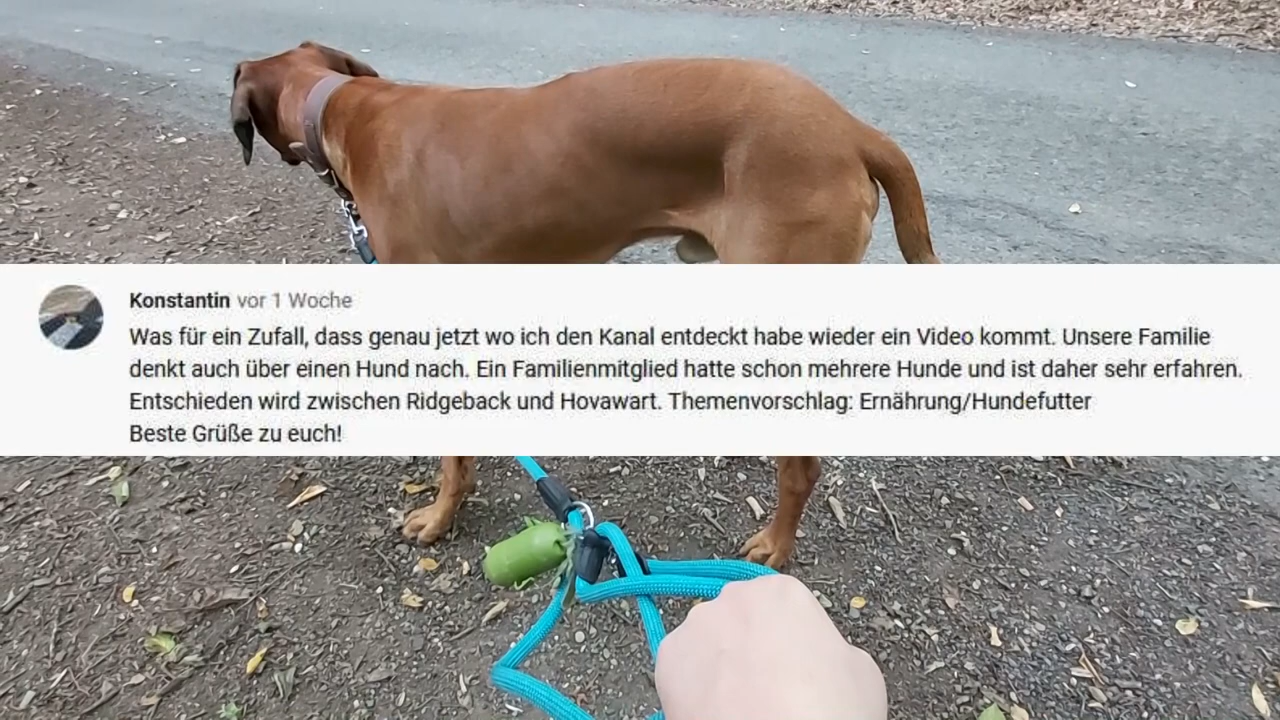 Konstantin vor 1 Woche
Was für ein Zufall, dass genau jetzt wo ich den Kanal entdeckt habe wieder ein Video kommt. Unsere Familie
denkt auch über einen Hund nach. Ein Familienmitglied hatte schon mehrere Hunde und ist daher sehr erfahren.
Entschieden wird zwischen Ridgeback und Hovawart. Themenvorschlag: Ernährung/Hundefutter
Beste Grüße zu euch!